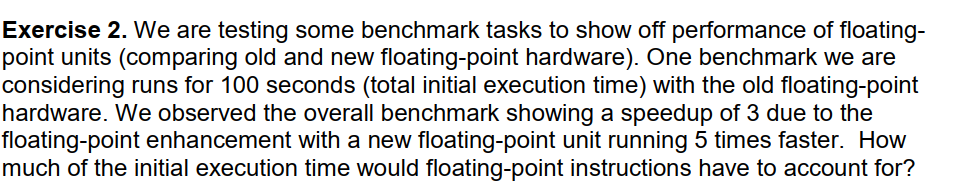 Exercise 2. We are testing some benchmark tasks to show off performance of floating-
point units (comparing old and new floating-point hardware). One benchmark we are
considering runs for 100 seconds (total initial execution time) with the old floating-point
hardware. We observed the overall benchmark showing a speedup of 3 due to the
floating-point enhancement with a new floating-point unit running 5 times faster.  How
much of the initial execution time would floating-point instructions have to account for?